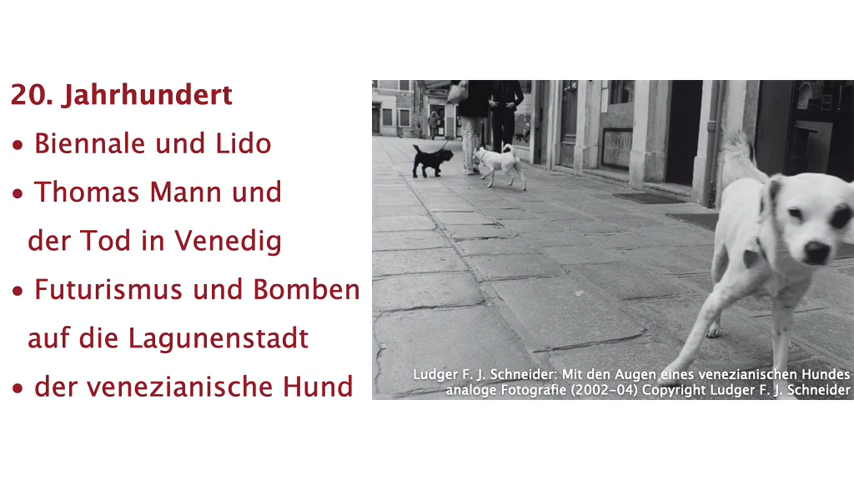 20. Jahrhundert
• Biennale und Lido
• Thomas Mann und
der Tod in Venedig
• Futurismus und Bomben
auf die Lagunenstadt
• der venezianische Hund
Ludger F. J. Schneider: Mit den Augen eines venezianischen Hundes
analoge Fotografie (2002-04) Copyright Ludger F. J. Schneider